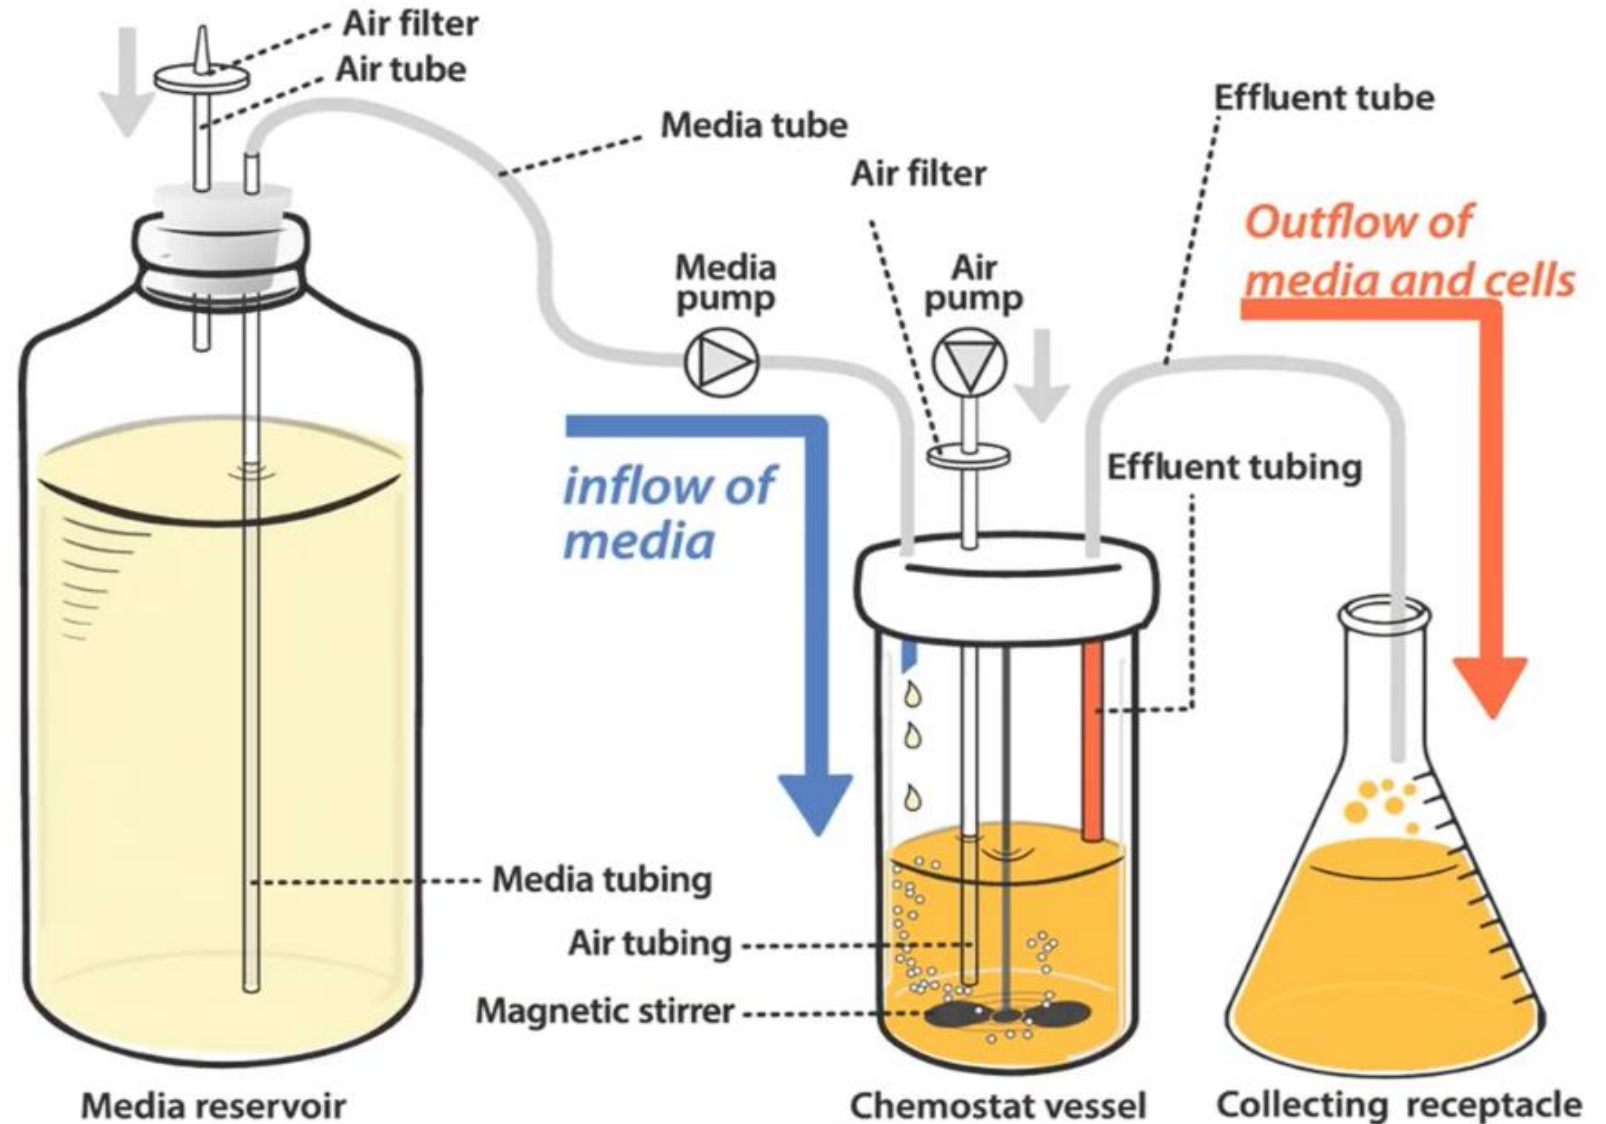 Air filter
Air tube
Media tube
Effluent tube
Air filter
Outflow of
media and cells
Media
pump
Air
pump
inflow of
media
Effluent tubing
Media tubing
Air tubing
Magnetic stirrer
Media reservoir
Chemostat vessel
Collecting receptacle